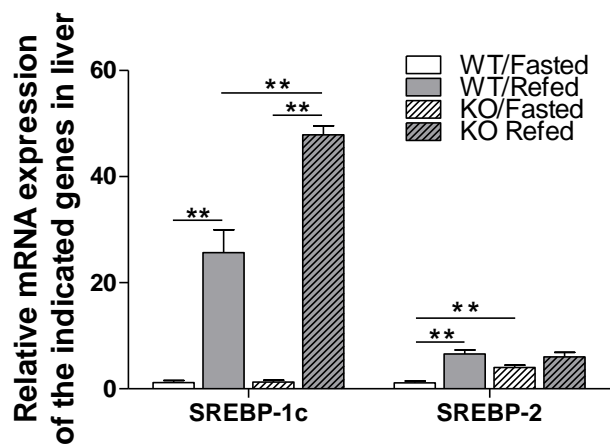 Relative mRNA expression
of the indicated genes in liver
60
40
20
0
WT/Fasted
WT/Refed
KO/Fasted
KO Refed
**
**
**
**
**
SREBP-1c
SREBP-2